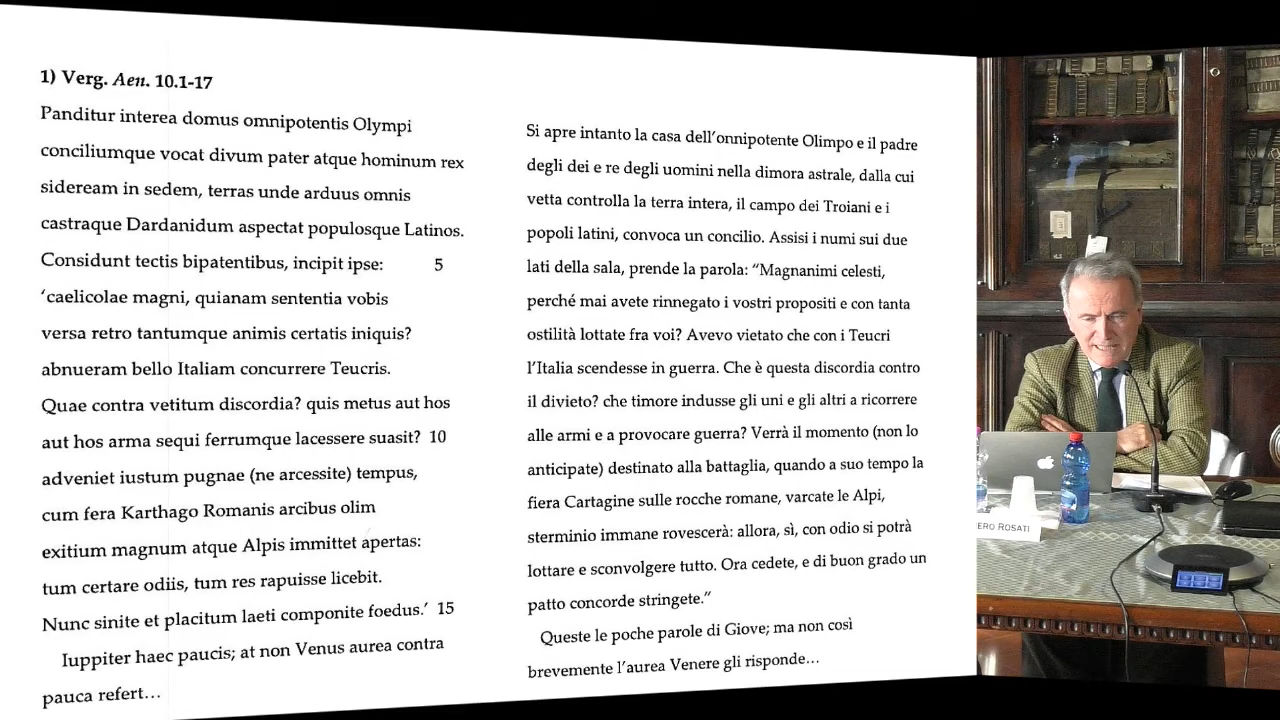 1) Verg. Aen. 10.1-17
Panditur interea domus omnipotentis Olympi
conciliumque vocat divum pater atque hominum rex
sideream in sedem, terras unde arduus omnis
castraque Dardanidum aspectat populosque Latinos.
Considunt tectis bipatentibus, incipit ipse: 5
‘caelicolae magni, quianam sententia vobis
versa retro tantumque animis certatis iniquis?
abnueram bello Italiam concurrere Teucris.
Quae contra vetitum discordia? quis metus aut hos
aut hos arma sequi ferrumque lacessere suasit? 10
adveniet iustum pugnae (ne arcessite) tempus,
cum fera Karthago Romanis arcibus olim
exitium magnum atque Alpis immittet apertas:
tum certare odiis, tum res rapuisse licebit.
Nunc sinite et placitum laeti componite foedus.’ 15
Iuppiter haec paucis; at non Venus aurea contra
pauca refert…
Si apre intanto la casa dell’onnipotente Olimpo e il padre
degli dei e re degli uomini nella dimora astrale, dalla cui
vetta controlla la terra intera, il campo dei Troiani e i
popoli latini, convoca un concilio. Assisi i numi sui due
lati della sala, prende la parola: “Magnanimi celesti,
perché mai avete rinnegato i vostri propositi e con tanta
ostilità lottate fra voi? Avevo vietato che con i Teucri
l’Italia scendesse in guerra. Che è questa discordia contro
il divieto? che timore indusse gli uni e gli altri a ricorrere
alle armi e a provocare guerra? Verrà il momento (non lo
anticipate) destinato alla battaglia, quando a suo tempo la
fiera Cartagine sulle rocche romane, varcate le Alpi,
sterminio immane rovescerà: allora, sì, con odio si potrà
lottare e sconvolgere tutto. Ora cedete, e di buon grado un
patto concorde stringete.”
Queste le poche parole di Giove; ma non così
brevemente l’aurea Venere gli risponde…
ERO ROSATI